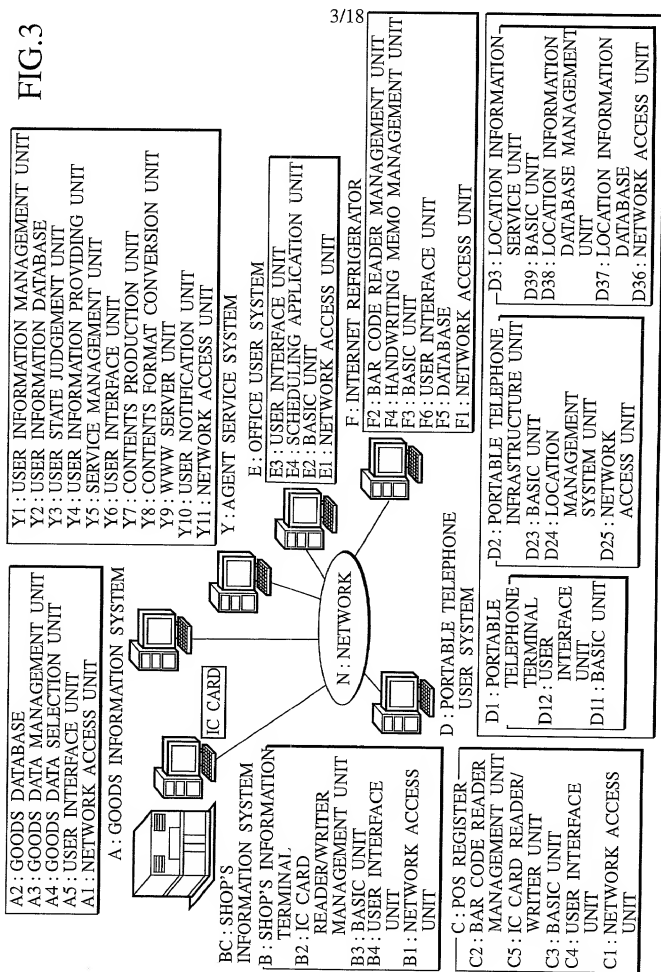 3/18
FIG.3
A2 : GOODS DATABASE
A3 : GOODS DATA MANAGEMENT UNIT
A4 : GOODS DATA SELECTION UNIT
A5 : USER INTERFACE UNIT
A1 : NETWORK ACCESS UNIT
A : GOODS INFORMATION SYSTEM
Y1 : USER INFORMATION MANAGEMENT UNIT
Y2 : USER INFORMATION DATABASE
Y3 : USER STATE JUDGEMENT UNIT
Y4 : USER INFORMATION PROVIDING UNIT
Y5 : SERVICE MANAGEMENT UNIT
Y6 : USER INTERFACE UNIT
Y7 : CONTENTS PRODUCTION UNIT
Y8 : CONTENTS FORMAT CONVERSION UNIT
Y9 : WWW SERVER UNIT
Y10 : USER NOTIFICATION UNIT
Y11 : NETWORK ACCESS UNIT
Y : AGENT SERVICE SYSTEM
E : OFFICE USER SYSTEM
E3 : USER INTERFACE UNIT
E4 : SCHEDULING APPLICATION UNIT
E2 : BASIC UNIT
E1 : NETWORK ACCESS UNIT
IC CARD
N : NETWORK
F : INTERNET REFRIGERATOR
F2 : BAR CODE READER MANAGEMENT UNIT
F4 : HANDWRITING MEMO MANAGEMENT UNIT
F3 : BASIC UNIT
F6 : USER INTERFACE UNIT
F5 : DATABASE
F1 : NETWORK ACCESS UNIT
BC : SHOP'S
INFORMATION SYSTEM
B : SHOP'S INFORMATION
TERMINAL
B2 : IC CARD
READER/WRITER
MANAGEMENT UNIT
B3 : BASIC UNIT
B4 : USER INTERFACE
UNIT
B1 : NETWORK ACCESS
UNIT
C : POS REGISTER
C2 : BAR CODE READER
MANAGEMENT UNIT
C5 : IC CARD READER/
WRITER UNIT
C3 : BASIC UNIT
C4 : USER INTERFACE
UNIT
C1 : NETWORK ACCESS
UNIT
D : PORTABLE TELEPHONE
USER SYSTEM
D1 : PORTABLE
TELEPHONE
TERMINAL
D12 : USER
INTERFACE
UNIT
D11 : BASIC UNIT
D2 : PORTABLE TELEPHONE
INFRASTRUCTURE UNIT
D23 : BASIC UNIT
D24 : LOCATION
MANAGEMENT
SYSTEM UNIT
D25 : NETWORK
ACCESS UNIT
D3 : LOCATION INFORMATION
SERVICE UNIT
D39 : BASIC UNIT
D38 : LOCATION INFORMATION
DATABASE MANAGEMENT
UNIT
D37 : LOCATION INFORMATION
DATABASE
D36 : NETWORK ACCESS UNIT